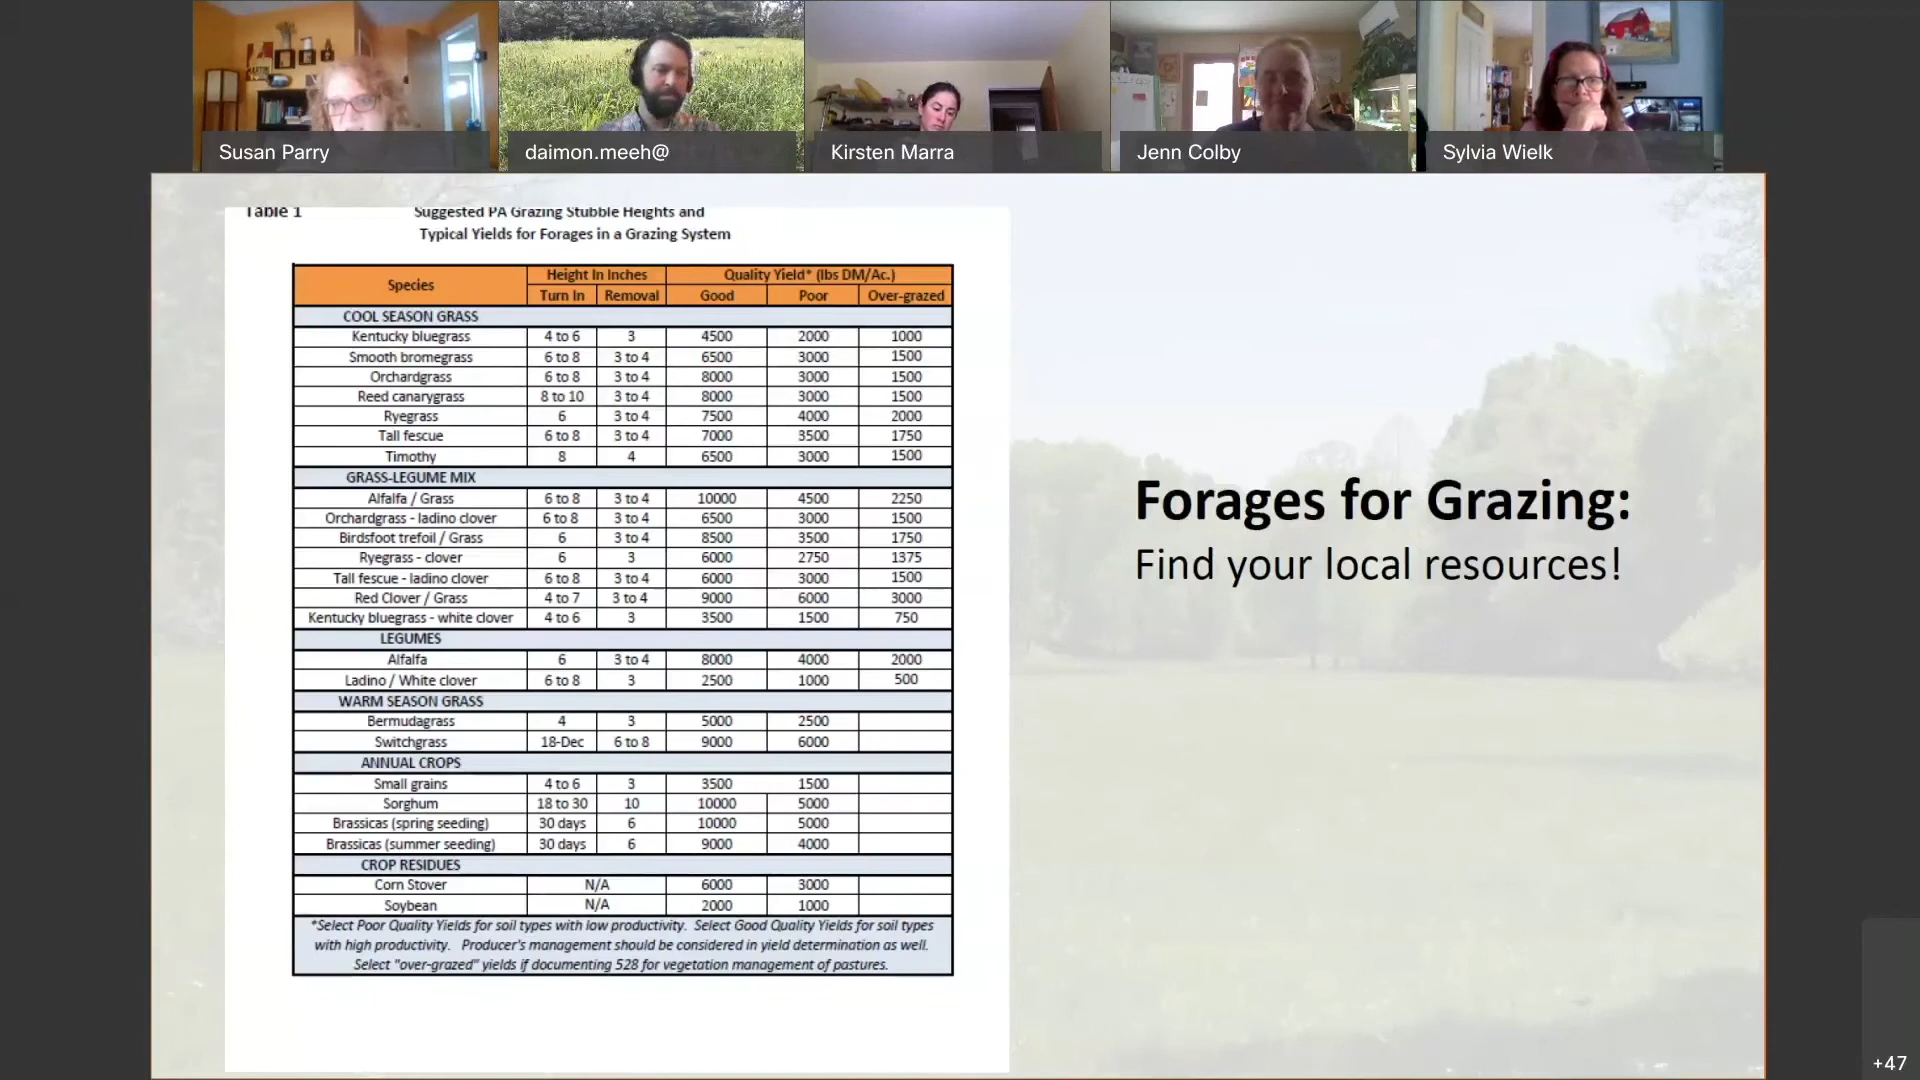 Susan Parry
daimon.meeh@
Kirsten Marra
Jenn Colby
Sylvia Wielk
Table 1
Suggested PA Grazing Stubble Heights and
Typical Yields for Forages in a Grazing System
Species Height In Inches Quality Yield* (lbs DM/Ac.)
Turn In Removal Good Poor Over-grazed
COOL SEASON GRASS
Kentucky bluegrass 4 to 6 3 4500 2000 1000
Smooth bromegrass 6 to 8 3 to 4 6500 3000 1500
Orchardgrass 6 to 8 3 to 4 8000 3000 1500
Reed canarygrass 8 to 10 3 to 4 8000 3000 1500
Ryegrass 6 3 to 4 7500 4000 2000
Tall fescue 6 to 8 3 to 4 7000 3500 1750
Timothy 8 4 6500 3000 1500
GRASS-LEGUME MIX
Alfalfa / Grass 6 to 8 3 to 4 10000 4500 2250
Orchardgrass - ladino clover 6 to 8 3 to 4 6500 3000 1500
Birdsfoot trefoil / Grass 6 3 to 4 8500 3500 1750
Ryegrass - clover 6 3 6000 2750 1375
Tall fescue - ladino clover 6 to 8 3 to 4 6000 3000 1500
Red Clover / Grass 4 to 7 3 to 4 9000 6000 3000
Kentucky bluegrass - white clover 4 to 6 3 3500 1500 750
LEGUMES
Alfalfa 6 3 to 4 8000 4000 2000
Ladino / White clover 6 to 8 3 2500 1000 500
WARM SEASON GRASS
Bermudagrass 4 3 5000 2500
Switchgrass 18-Dec 6 to 8 9000 6000
ANNUAL CROPS
Small grains 4 to 6 3 3500 1500
Sorghum 18 to 30 10 10000 5000
Brassicas (spring seeding) 30 days 6 10000 5000
Brassicas (summer seeding) 30 days 6 9000 4000
CROP RESIDUES
Corn Stover N/A 6000 3000
Soybean N/A 2000 1000
*Select Poor Quality Yields for soil types with low productivity. Select Good Quality Yields for soil types
with high productivity. Producer's management should be considered in yield determination as well.
Select "over-grazed" yields if documenting 528 for vegetation management of pastures.
Forages for Grazing:
Find your local resources!
+47